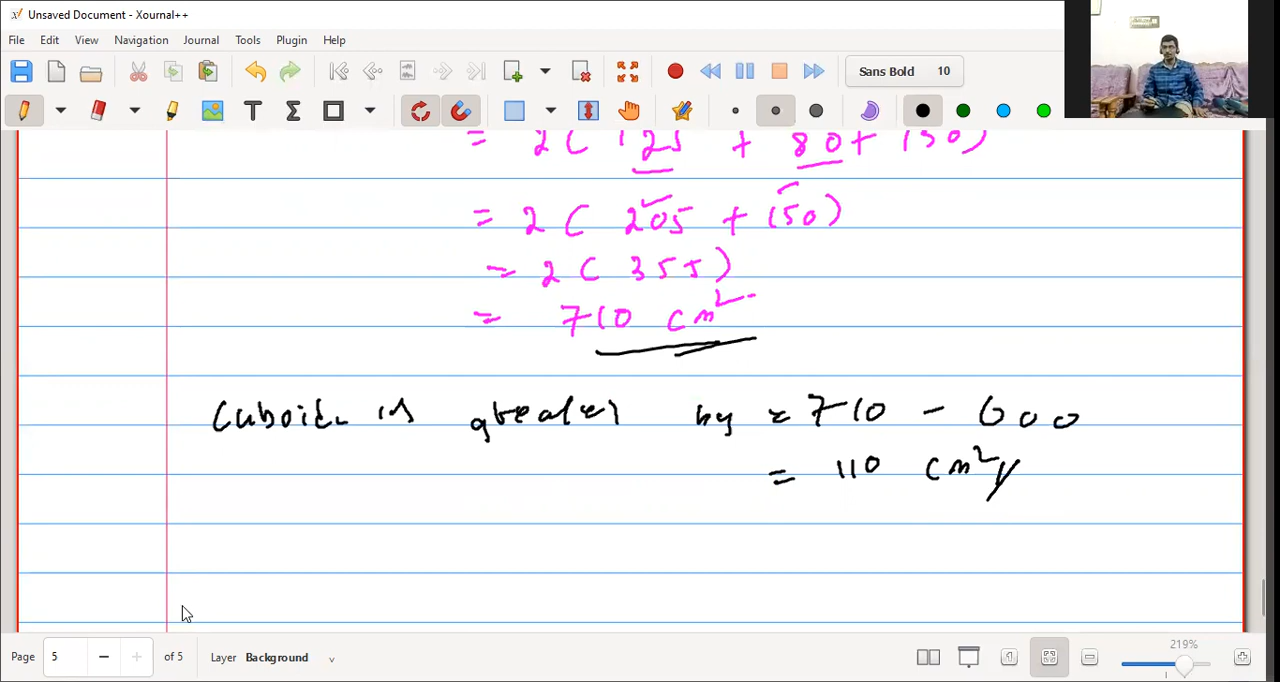 Unsaved Document - Xournal++
File Edit View Navigation Journal Tools Plugin Help
Sans Bold 10
= 2 ( 125 + 80 + 150)
= 2 ( 205 + 150)
= 2 ( 355)
= 710 cm²
Cuboid is greater by = 710 - 600
= 110 cm²
Page 5 of 5 Layer Background 219%